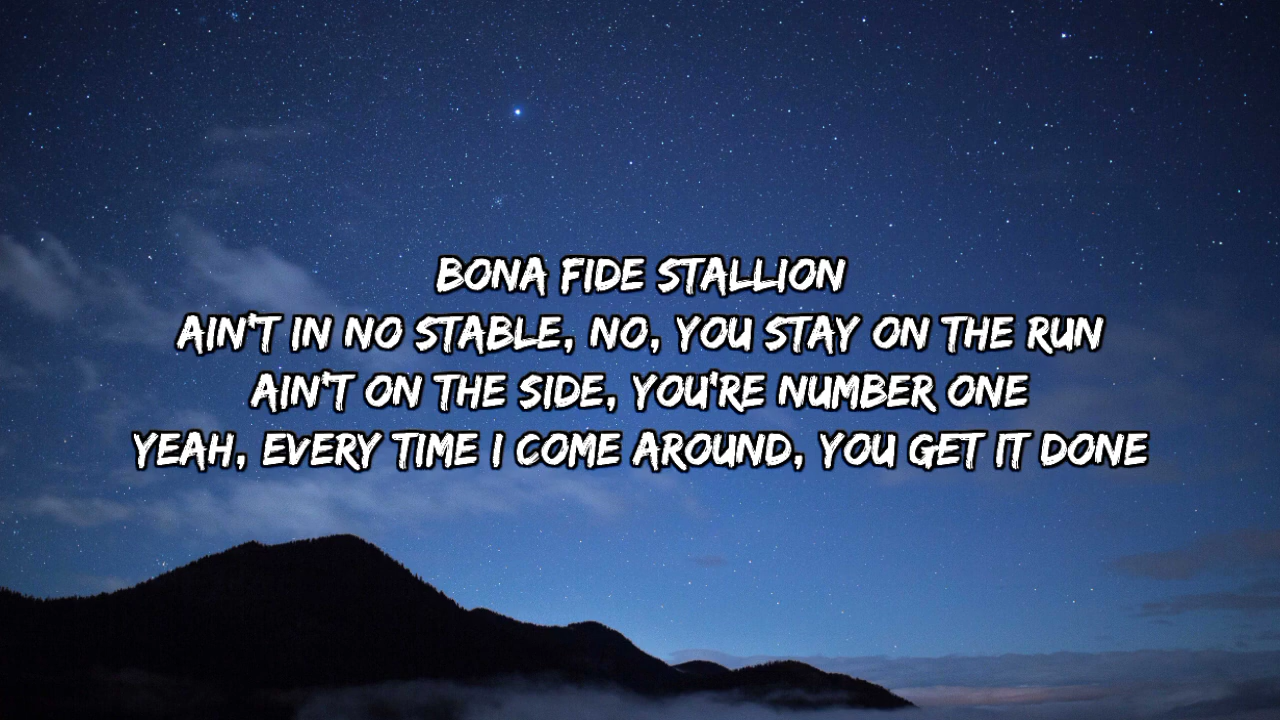 BONA FIDE STALLION
AIN'T IN NO STABLE, NO, YOU STAY ON THE RUN
AIN'T ON THE SIDE, YOU'RE NUMBER ONE
YEAH, EVERY TIME I COME AROUND, YOU GET IT DONE